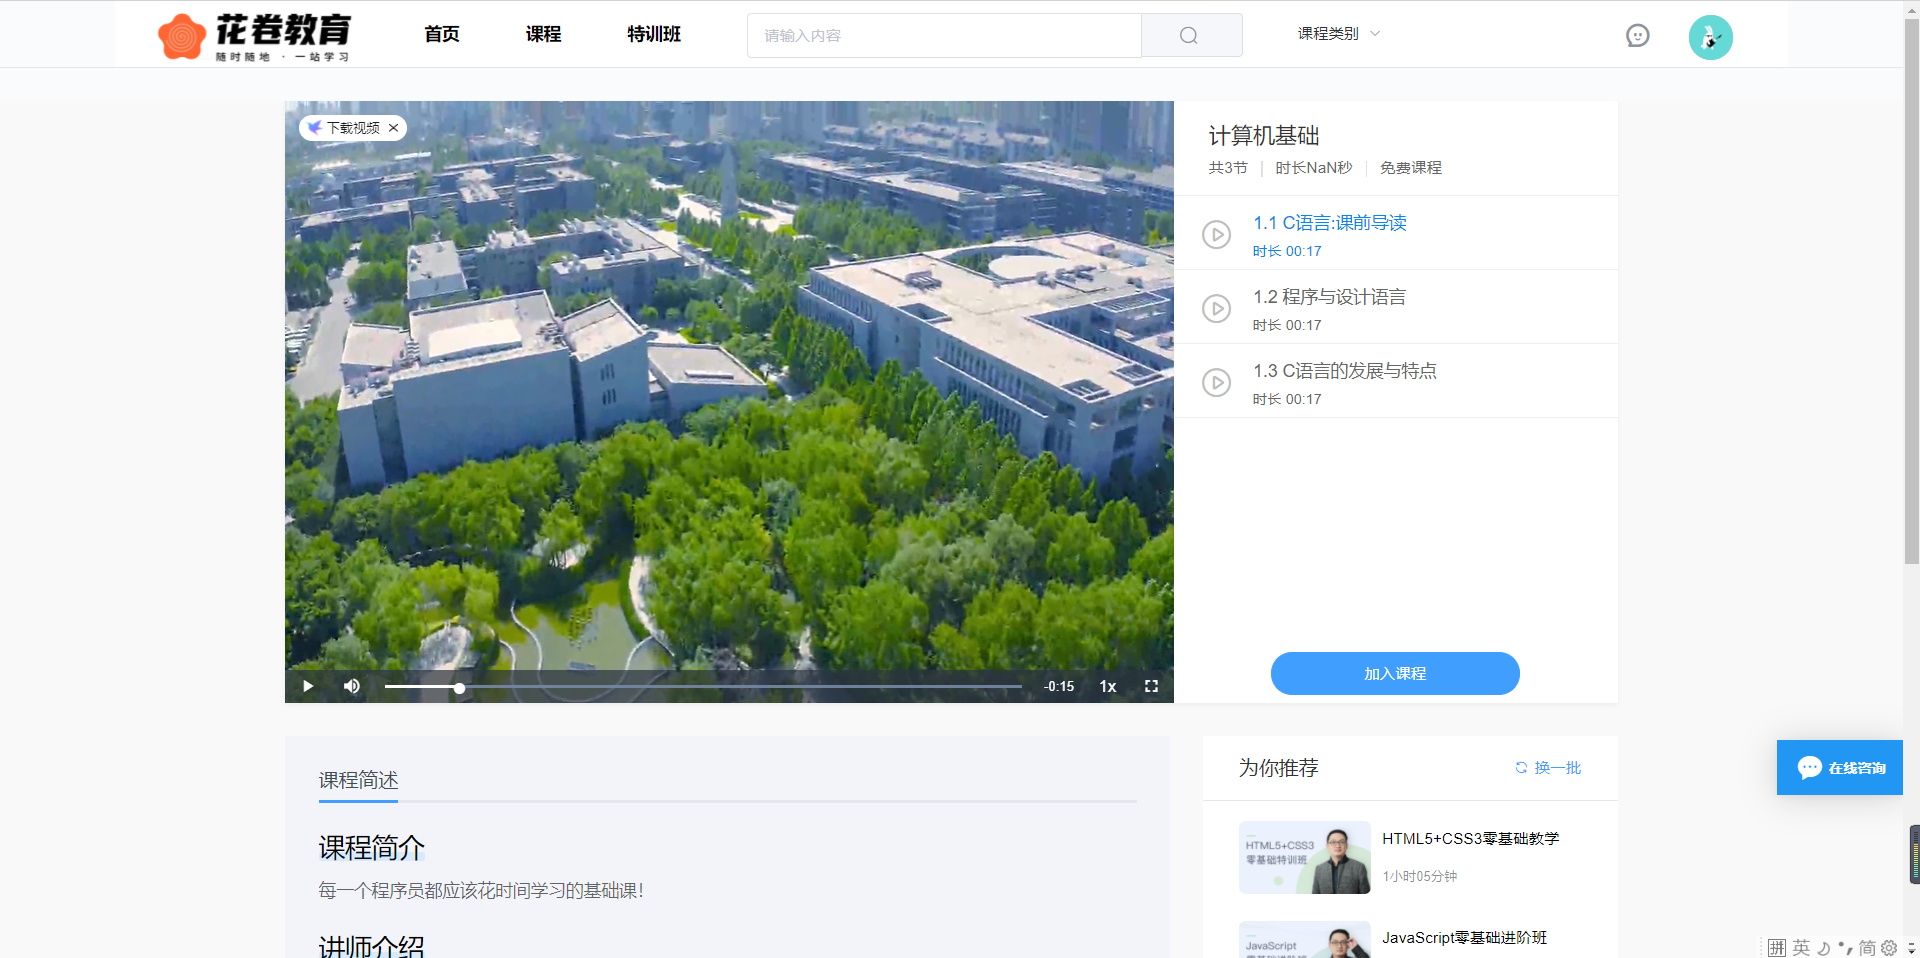 花卷教育
随时随地 · 一站学习
首页
课程
特训班
请输入内容
课程类别
下载视频
计算机基础
共3节
时长NaN秒
免费课程
1.1 C语言:课前导读
时长 00:17
1.2 程序与设计语言
时长 00:17
1.3 C语言的发展与特点
时长 00:17
-0:15
1x
加入课程
课程简述
课程简介
每一个程序员都应该花时间学习的基础课!
讲师介绍
为你推荐
换一批
HTML5+CSS3
零基础特训班
HTML5+CSS3零基础教学
1小时05分钟
JavaScript
零基础进阶班
JavaScript零基础进阶班
在线咨询
拼 英 简